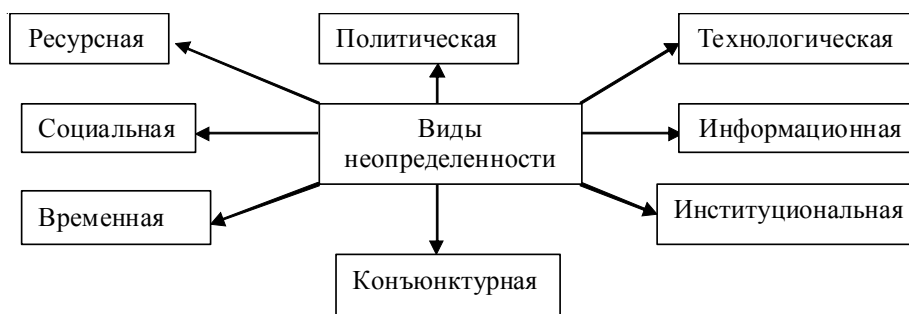 Ресурсная
Политическая
Технологическая
Социальная
Виды
неопределенности
Информационная
Временная
Институциональная
Конъюнктурная